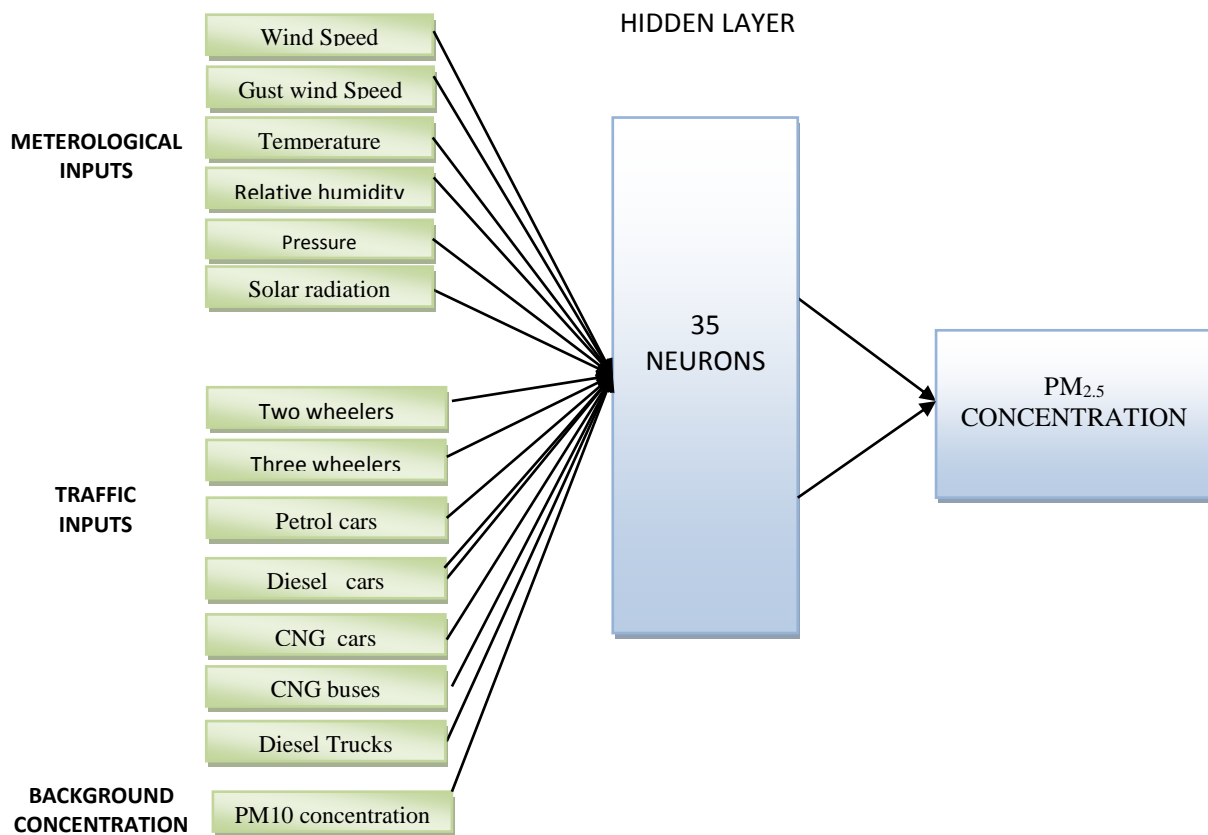 HIDDEN LAYER
METEROLOGICAL
INPUTS
Wind Speed
Gust wind Speed
Temperature
Relative humidity
Pressure
Solar radiation
TRAFFIC
INPUTS
Two wheelers
Three wheelers
Petrol cars
Diesel cars
CNG cars
CNG buses
Diesel Trucks
BACKGROUND
CONCENTRATION
PM10 concentration
35
NEURONS
PM2.5
CONCENTRATION